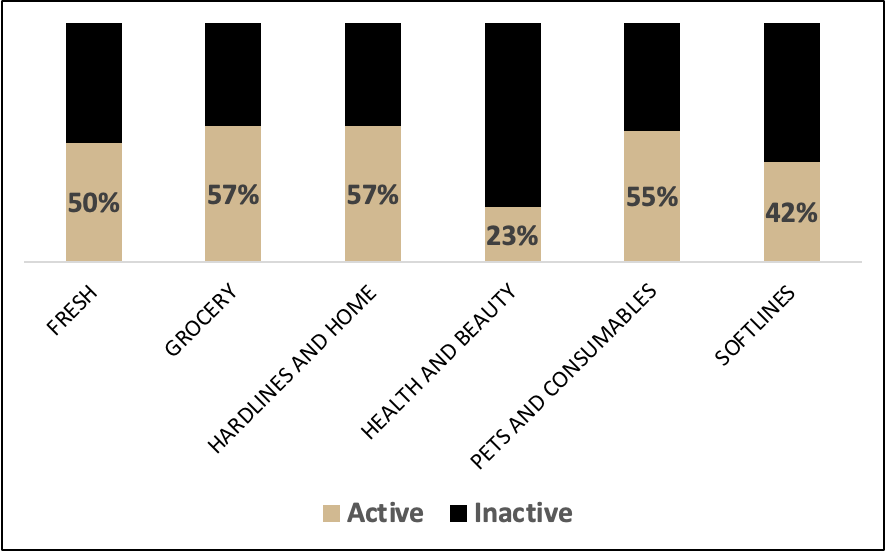 50%
57%
57%
23%
55%
42%
FRESH
GROCERY
HARDLINES AND HOME
HEALTH AND BEAUTY
PETS AND CONSUMABLES
SOFTLINES
Active
Inactive